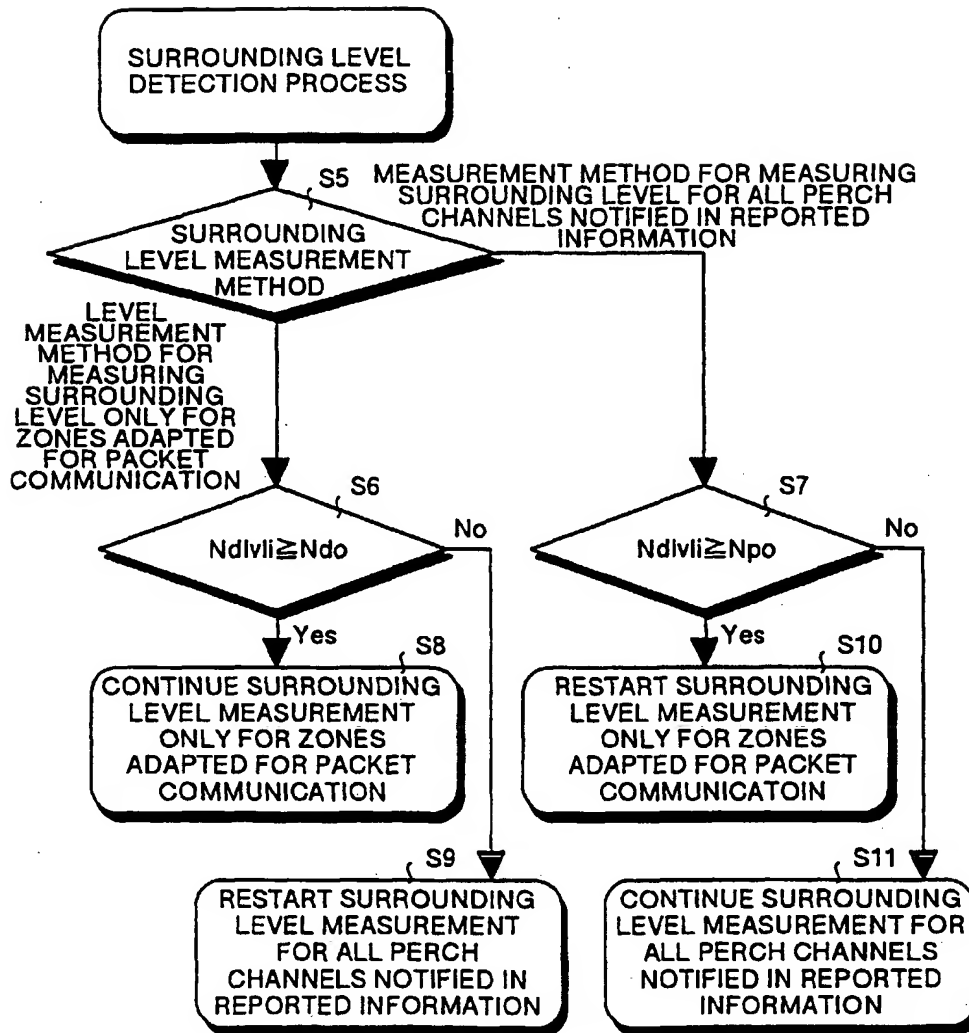 SURROUNDING LEVEL
DETECTION PROCESS
S5
MEASUREMENT METHOD FOR MEASURING
SURROUNDING LEVEL FOR ALL PERCH
CHANNELS NOTIFIED IN REPORTED
INFORMATION
SURROUNDING
LEVEL MEASUREMENT
METHOD
LEVEL
MEASUREMENT
METHOD FOR
MEASURING
SURROUNDING
LEVEL ONLY FOR
ZONES ADAPTED
FOR PACKET
COMMUNICATION
S6
Ndlvli≧Ndo
No
Yes
S7
Ndlvli≧Npo
No
Yes
S8
CONTINUE SURROUNDING
LEVEL MEASUREMENT
ONLY FOR ZONES
ADAPTED FOR PACKET
COMMUNICATION
S10
RESTART SURROUNDING
LEVEL MEASUREMENT
ONLY FOR ZONES
ADAPTED FOR PACKET
COMMUNICATOIN
S9
RESTART SURROUNDING
LEVEL MEASUREMENT
FOR ALL PERCH
CHANNELS NOTIFIED IN
REPORTED INFORMATION
S11
CONTINUE SURROUNDING
LEVEL MEASUREMENT FOR
ALL PERCH CHANNELS
NOTIFIED IN REPORTED
INFORMATION